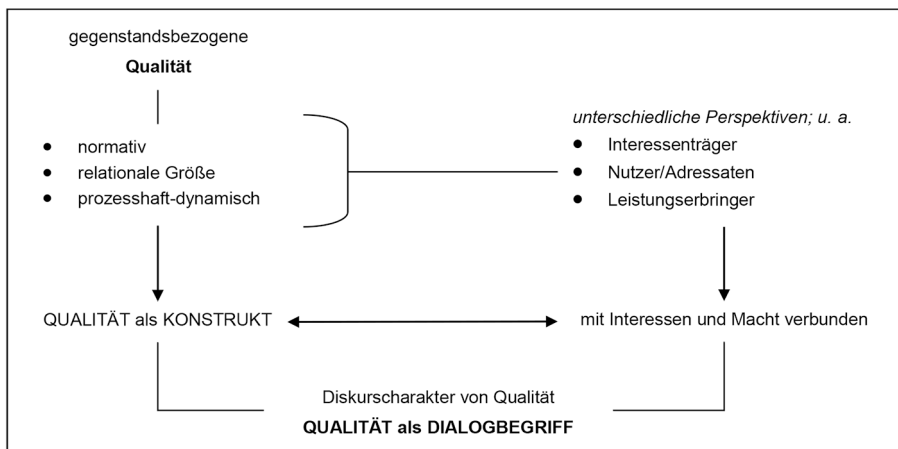 gegenstandsbezogene
Qualität
• normativ
• relationale Größe
• prozesshaft-dynamisch
unterschiedliche Perspektiven; u. a.
• Interessenträger
• Nutzer/Adressaten
• Leistungserbringer
QUALITÄT als KONSTRUKT
mit Interessen und Macht verbunden
Diskurscharakter von Qualität
QUALITÄT als DIALOGBEGRIFF